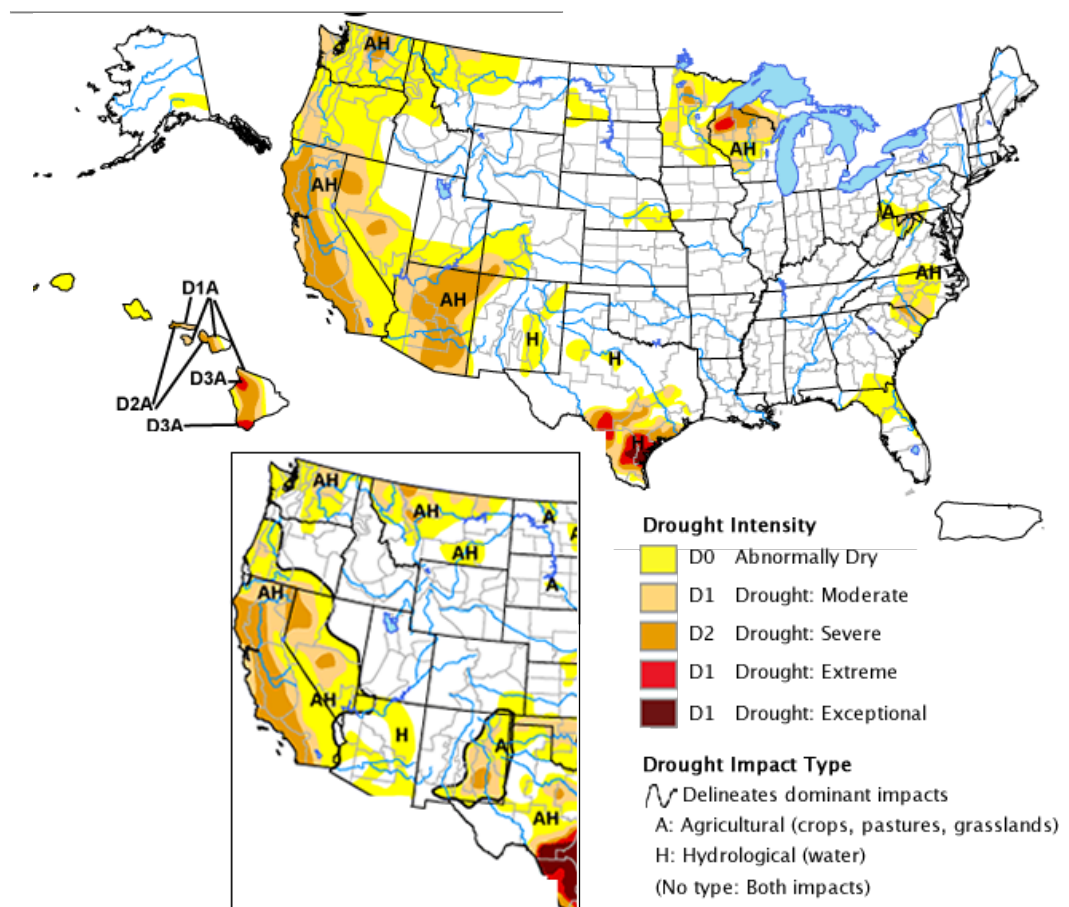 AH
AH
AH
A
AH
AH
D1A
H
H
D3A
D2A
D3A
H
AH
AH
A
A
AH
A
AH
AH
H
A
AH
Drought Intensity
D0 Abnormally Dry
D1 Drought: Moderate
D2 Drought: Severe
D1 Drought: Extreme
D1 Drought: Exceptional
Drought Impact Type
Delineates dominant impacts
A: Agricultural (crops, pastures, grasslands)
H: Hydrological (water)
(No type: Both impacts)